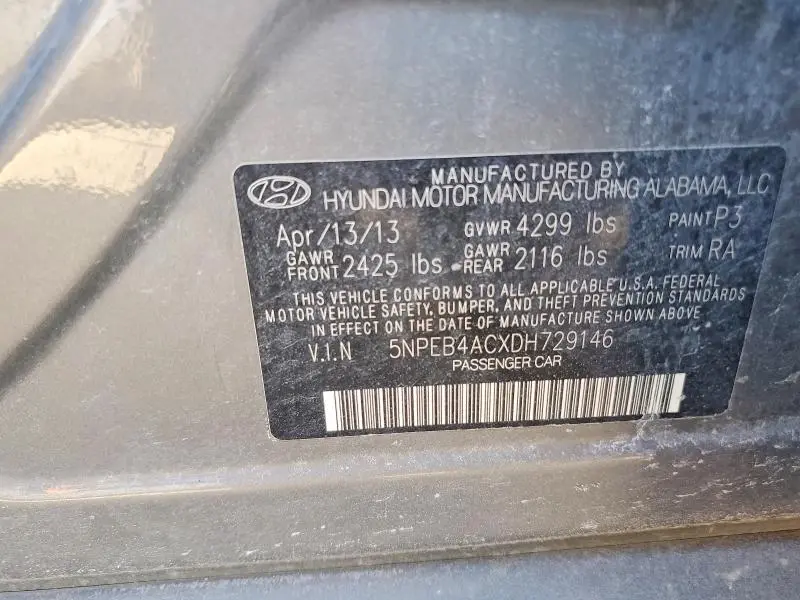 MANUFACTURED BY
HYUNDAI MOTOR MANUFACTURING ALABAMA, LLC
Apr/13/13 GVWR 4299 lbs PAINT P3
GAWR FRONT 2425 lbs GAWR REAR 2116 lbs TRIM RA
THIS VEHICLE CONFORMS TO ALL APPLICABLE U.S.A. FEDERAL
MOTOR VEHICLE SAFETY, BUMPER, AND THEFT PREVENTION STANDARDS
IN EFFECT ON THE DATE OF MANUFACTURE SHOWN ABOVE
V.I.N 5NPEB4ACXDH729146
PASSENGER CAR